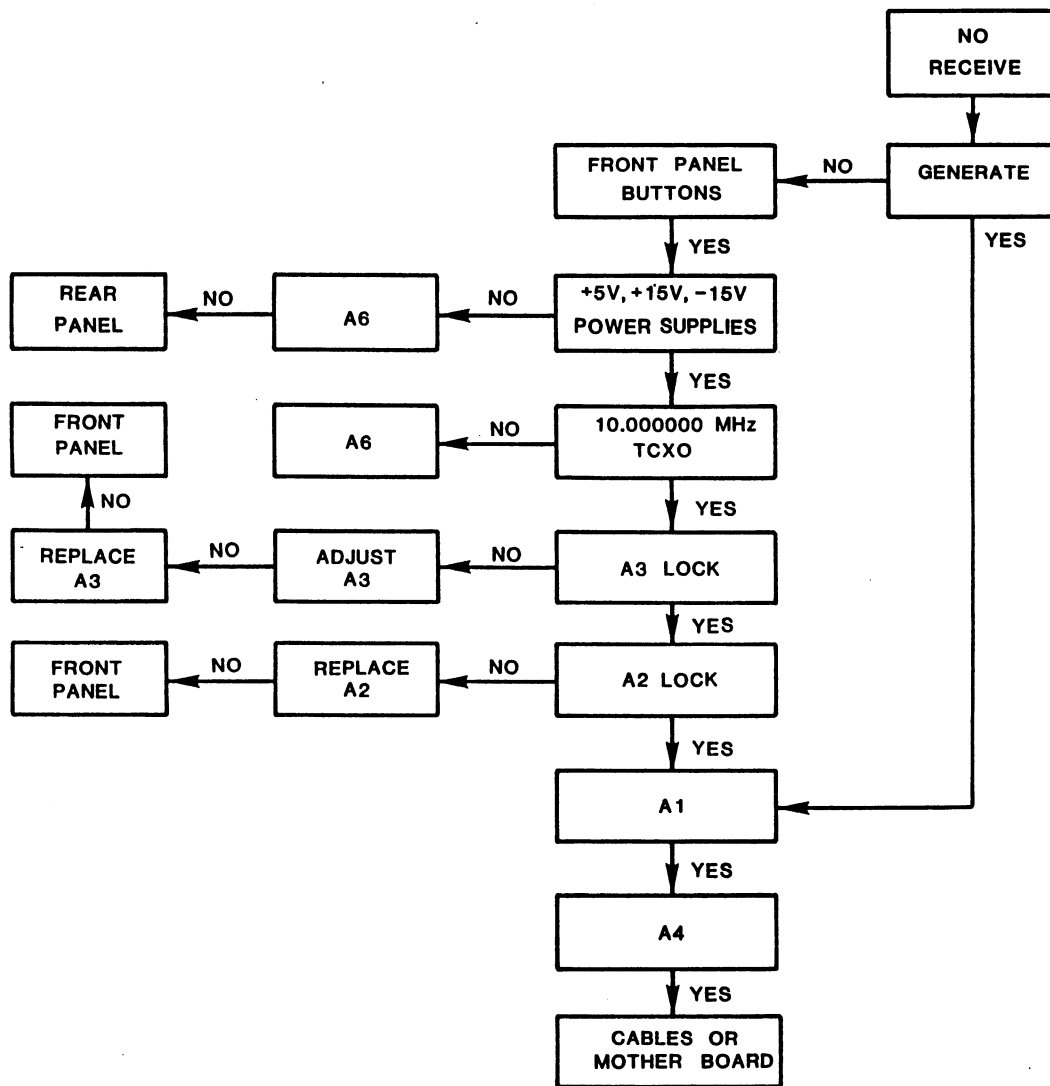 NO
RECEIVE
FRONT PANEL
BUTTONS
NO
GENERATE
YES
YES
REAR
PANEL
NO
A6
NO
+5V, +15V, -15V
POWER SUPPLIES
YES
FRONT
PANEL
A6
NO
10.000000 MHz
TCXO
NO
YES
REPLACE
A3
NO
ADJUST
A3
NO
A3 LOCK
YES
FRONT
PANEL
NO
REPLACE
A2
NO
A2 LOCK
YES
A1
YES
A4
YES
CABLES OR
MOTHER BOARD